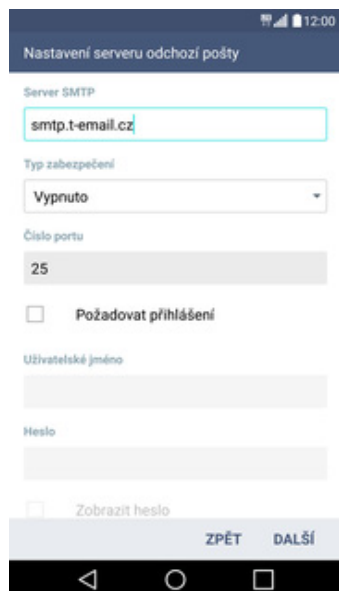 12:00
Nastavení serveru odchozí pošty
Server SMTP
smtp.t-email.cz
Typ zabezpečení
Vypnuto
Číslo portu
25
Požadovat přihlášení
Uživatelské jméno
Heslo
Zobrazit heslo
ZPĚT DALŠÍ